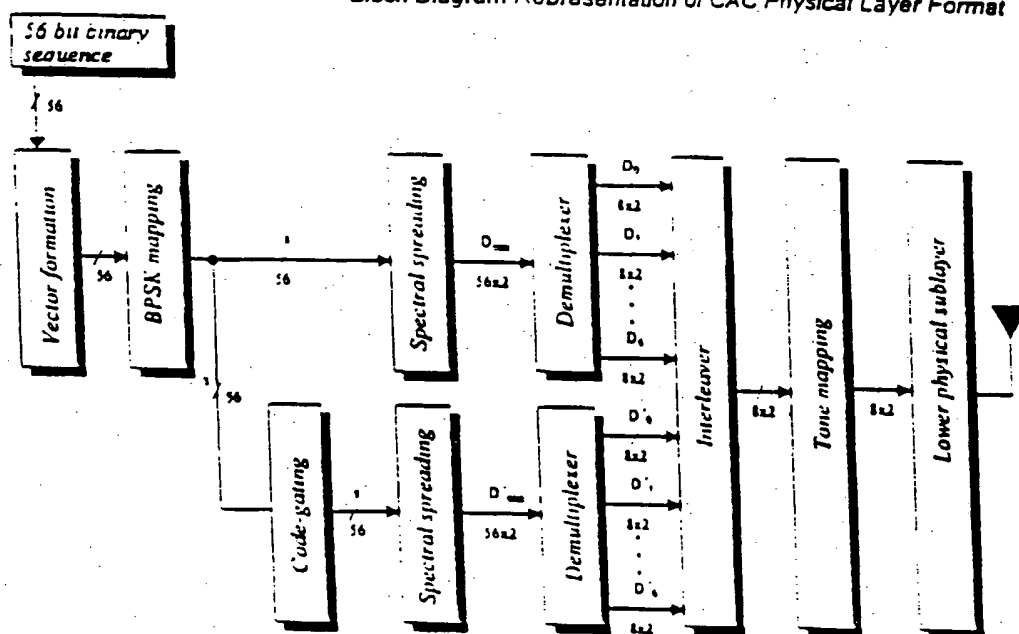 Block Diagram Representation of CAC Physical Layer Format
56 bit binary
sequence
56
Vector formation
56
BPSK mapping
56
Spectral spreading
D
56x2
Demultiplexer
D
8x2
D
8x2
D
8x2
56
Code-gating
56
Spectral spreading
D
56x2
Demultiplexer
D
8x2
D
8x2
D
8x2
Interleaver
8x2
Tone mapping
8x2
Lower physical sublayer